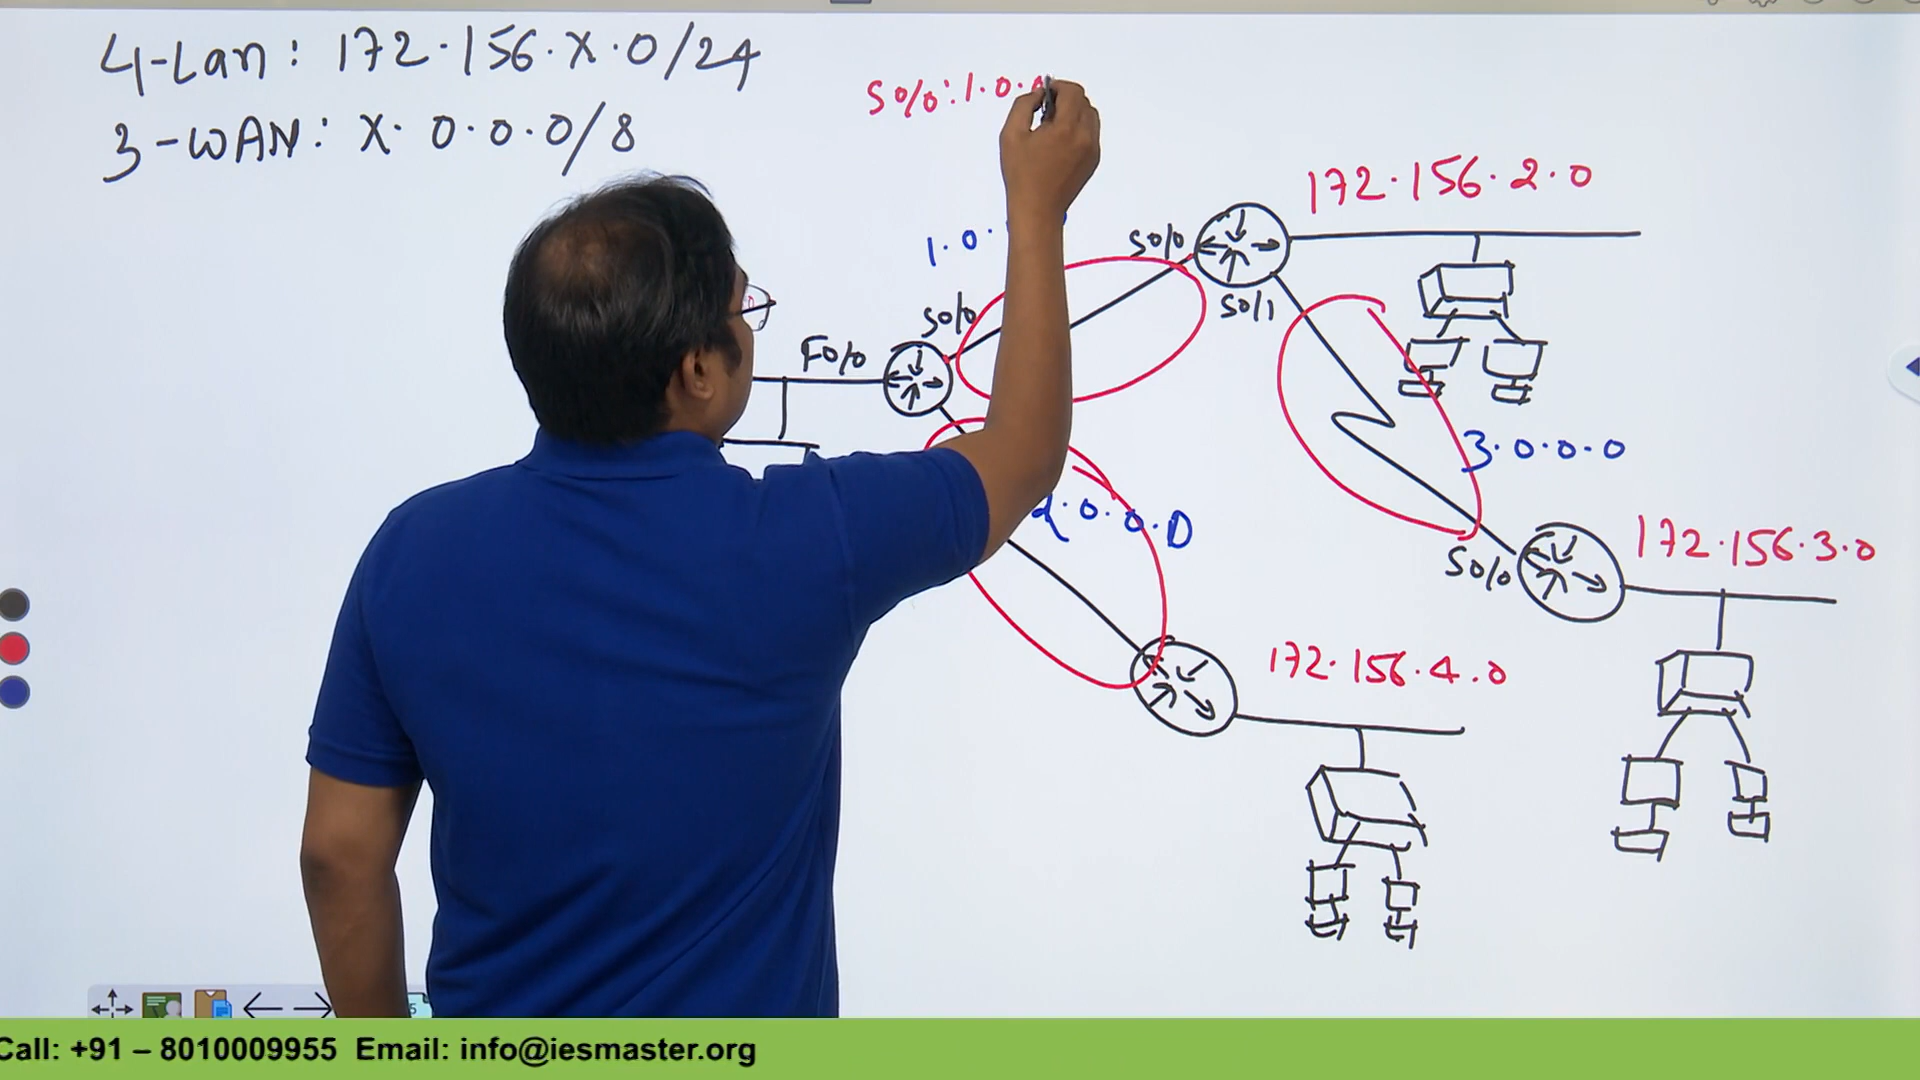 4-Lan: 172.156.X.0/24
3-WAN: X.0.0.0/8
S0/0: 1.0.0
172.156.2.0
1.0.
S0/0
S0/0
S0/1
F0/0
3.0.0.0
2.0.0.0
172.156.3.0
S0/0
172.156.4.0
Call: +91 – 8010009955 Email: info@iesmaster.org